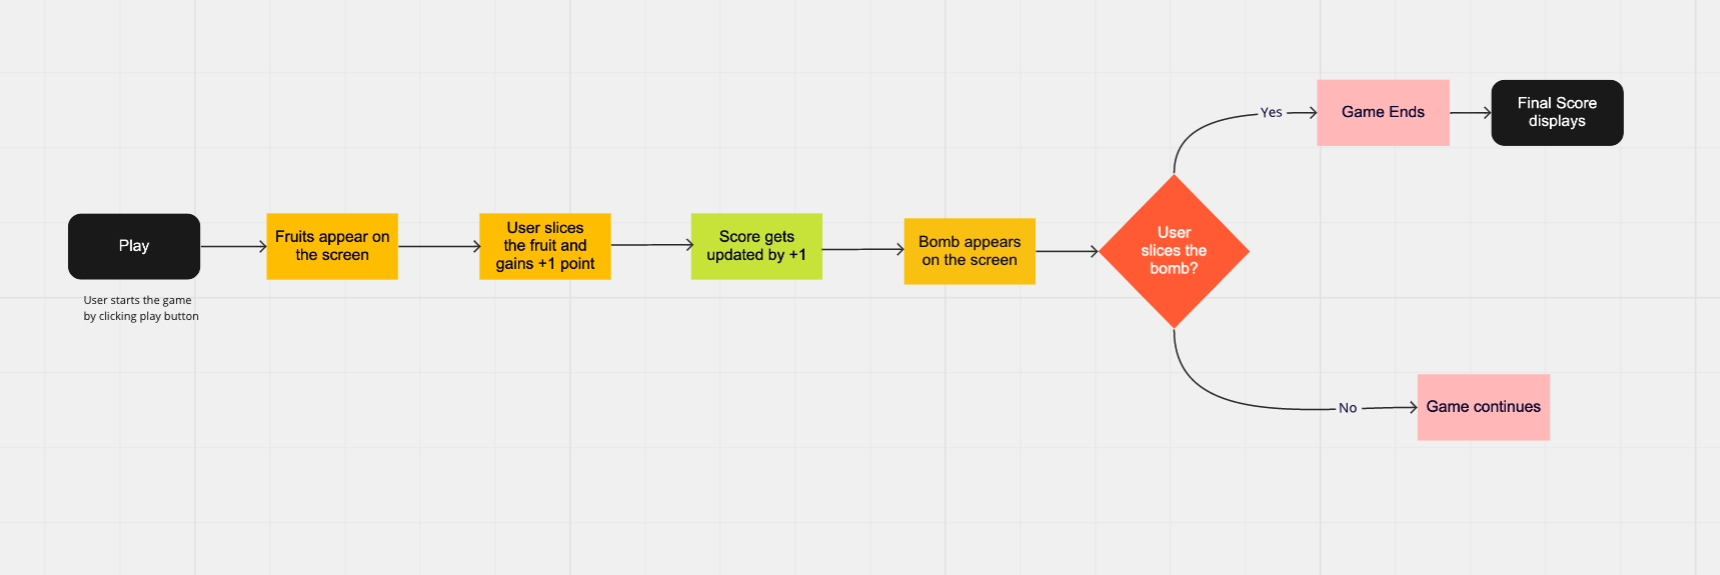 Play
User starts the game
by clicking play button
Fruits appear on
the screen
User slices
the fruit and
gains +1 point
Score gets
updated by +1
Bomb appears
on the screen
User
slices the
bomb?
Yes
Game Ends
Final Score
displays
No
Game continues